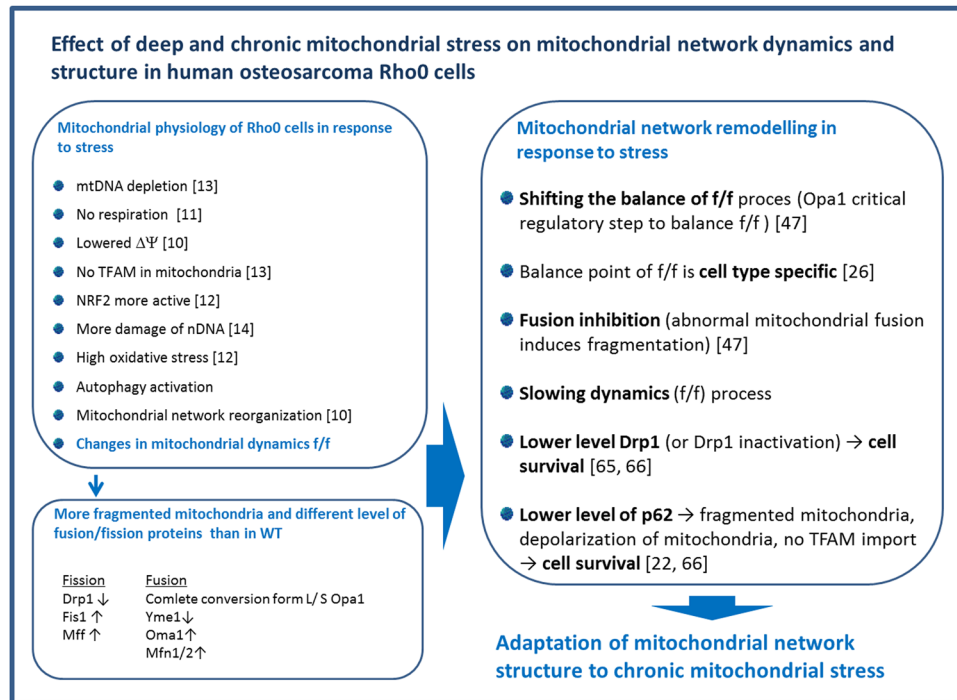 Effect of deep and chronic mitochondrial stress on mitochondrial network dynamics and
structure in human osteosarcoma Rho0 cells
Mitochondrial physiology of Rho0 cells in response
to stress
mtDNA depletion [13]
No respiration [11]
Lowered ΔΨ [10]
No TFAM in mitochondria [13]
NRF2 more active [12]
More damage of nDNA [14]
High oxidative stress [12]
Autophagy activation
Mitochondrial network reorganization [10]
Changes in mitochondrial dynamics f/f
↓
More fragmented mitochondria and different level of
fusion/fission proteins than in WT
Fission Fusion
Drp1 ↓ Comlete conversion form L/ S Opa1
Fis1 ↑ Yme1↓
Mff ↑ Oma1↑
Mfn1/2↑
Mitochondrial network remodelling in
response to stress
Shifting the balance of f/f proces (Opa1 critical
regulatory step to balance f/f ) [47]
Balance point of f/f is cell type specific [26]
Fusion inhibition (abnormal mitochondrial fusion
induces fragmentation) [47]
Slowing dynamics (f/f) process
Lower level Drp1 (or Drp1 inactivation) → cell
survival [65, 66]
Lower level of p62 → fragmented mitochondria,
depolarization of mitochondria, no TFAM import
→ cell survival [22, 66]
Adaptation of mitochondrial network
structure to chronic mitochondrial stress